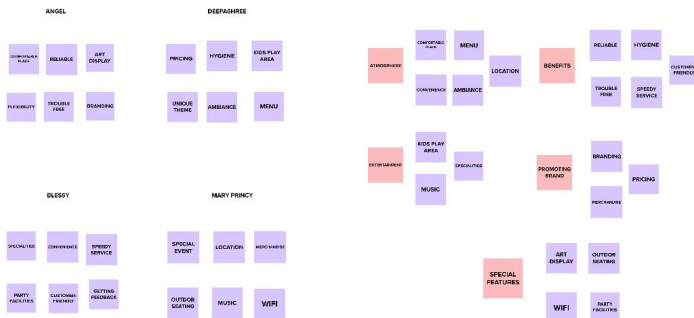 ANGEL
DEEPASHREE
COMFORTABLE
PLACE
RELIABLE
ART
DISPLAY
FLEXIBILITY
TROUBLE
FREE
BRANDING
PRICING
HYGIENE
KIDS PLAY
AREA
UNIQUE
THEME
AMBIANCE
MENU
BLESSY
MARY PRINCY
SPECIALITIES
CONVENIENCE
SPEEDY
SERVICE
PARTY
FACILITIES
CUSTOMER-
FRIENDLY
GETTING
FEEDBACK
SPECIAL
EVENT
LOCATION
MERCHANDISE
OUTDOR
SEATING
MUSIC
WIFI
ATMOSPHERE
COMFORTABLE
PLACE
MENU
LOCATION
CONVENIENCE
AMBIANCE
BENEFITS
RELIABLE
HYGIENE
TROUBLE
FREE
SPEEDY
SERVICE
FRIENDLY
ENTERTAINMENT
KIDS PLAY
AREA
SPECIALITIES
MUSIC
PROMOTING
BRAND
BRANDING
PRICING
MERCHANDISE
SPECIAL
FEATURES
ART
DISPLAY
OUTDOR
SEATING
WIFI
PARTY
FACILITIES